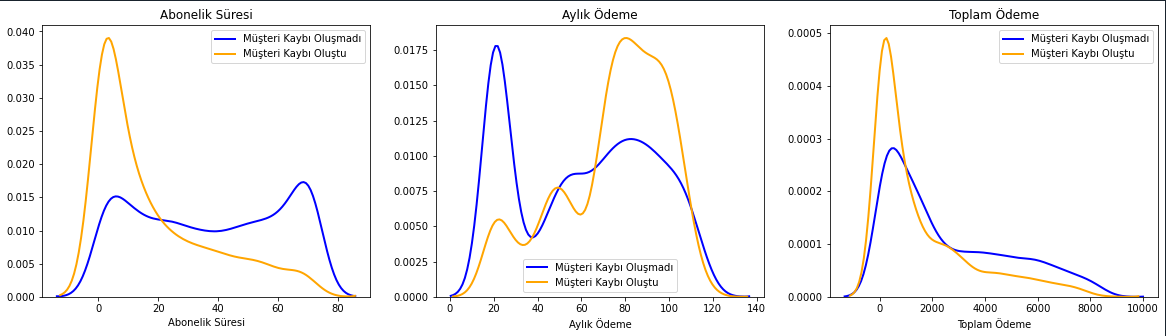 Abonelik Süresi
Müşteri Kaybı Oluşmadı
Müşteri Kaybı Oluştu
0.040
0.035
0.030
0.025
0.020
0.015
0.010
0.005
0.000
0 20 40 60 80
Abonelik Süresi
Aylık Ödeme
0.0175
0.0150
0.0125
0.0100
0.0075
0.0050
0.0025
0.0000
Müşteri Kaybı Oluşmadı
Müşteri Kaybı Oluştu
0 20 40 60 80 100 120 140
Aylık Ödeme
Toplam Ödeme
Müşteri Kaybı Oluşmadı
Müşteri Kaybı Oluştu
0.0005
0.0004
0.0003
0.0002
0.0001
0.0000
0 2000 4000 6000 8000 10000
Toplam Ödeme